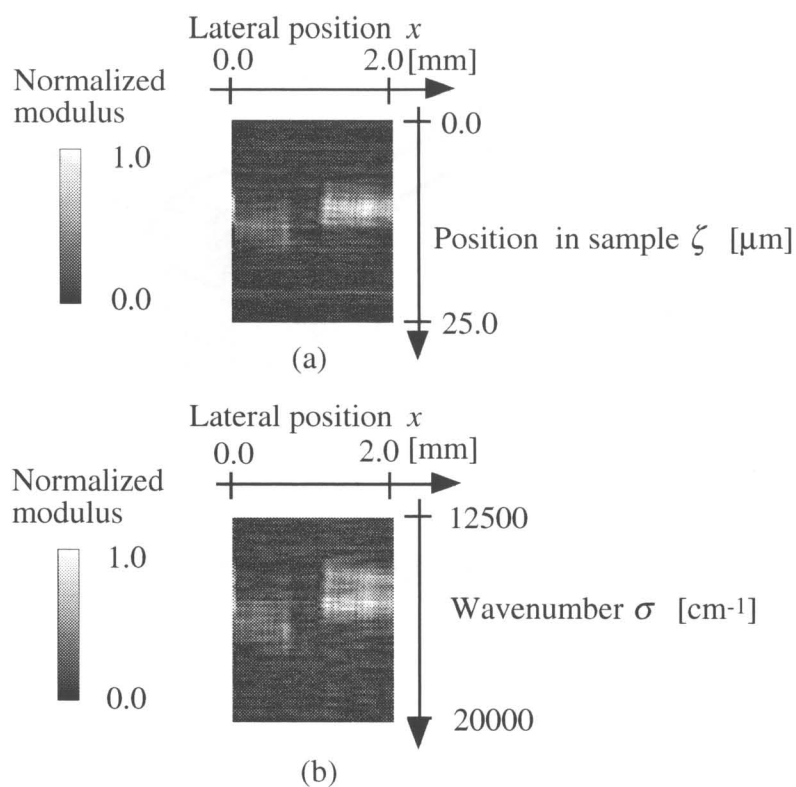 Lateral position x
0.0 2.0 [mm]
Normalized
modulus
1.0
0.0
0.0
Position in sample ζ [μm]
25.0
(a)
Lateral position x
0.0 2.0 [mm]
Normalized
modulus
1.0
0.0
12500
Wavenumber σ [cm-1]
20000
(b)